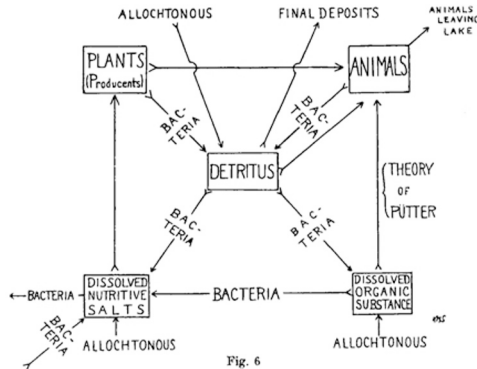 ALLOCHTONOUS
FINAL DEPOSITS
ANIMALS
LEAVING
LAKE
PLANTS
(Producents)
ANIMALS
BAC-
TERIA
BAC-
TERIA
DETRITUS
THEORY
OF
PÜTTER
BAC-
TERIA
BAC-
TERIA
DISSOLVED
NUTRITIVE
SALTS
BACTERIA
BACTERIA
DISSOLVED
ORGANIC
SUBSTANCE
BAC-
TERIA
ALLOCHTONOUS
ALLOCHTONOUS
Fig. 6